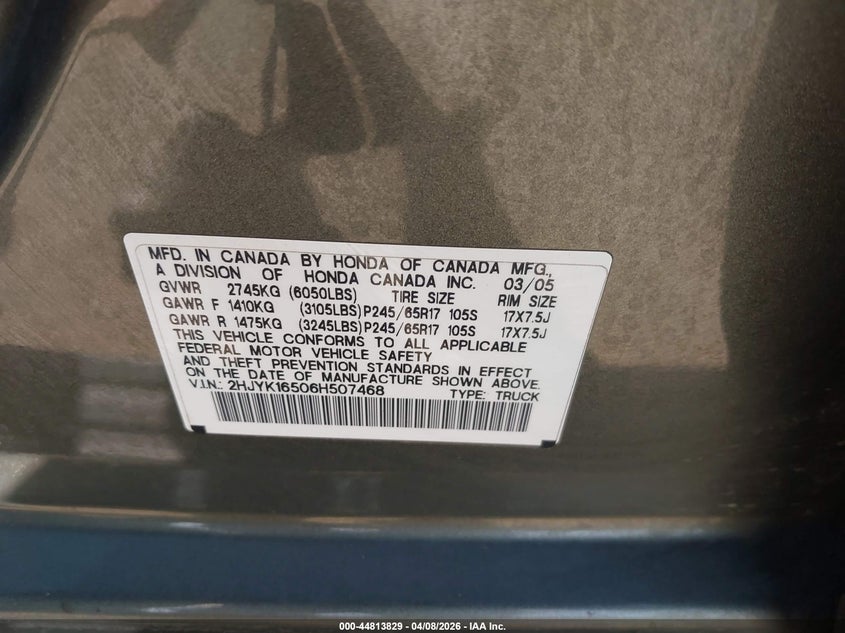 MFD. IN CANADA BY HONDA OF CANADA MFG.,
A DIVISION OF HONDA CANADA INC. 03/05
GVWR 2745KG (6050LBS) TIRE SIZE RIM SIZE
GAWR F 1410KG (3105LBS) P245/65R17 105S 17X7.5J
GAWR R 1475KG (3245LBS) P245/65R17 105S 17X7.5J
THIS VEHICLE CONFORMS TO ALL APPLICABLE
FEDERAL MOTOR VEHICLE SAFETY
AND THEFT PREVENTION STANDARDS IN EFFECT
ON THE DATE OF MANUFACTURE SHOWN ABOVE.
V.I.N.: 2HJYK16506H507468 TYPE: TRUCK
000-44813829 - 04/08/2026 - IAA Inc.